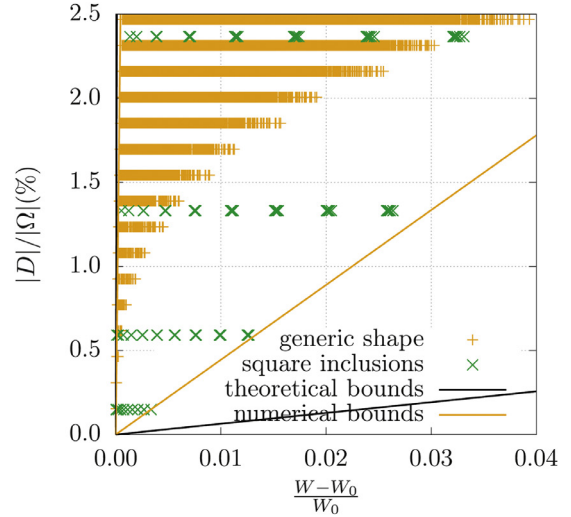 2.5
2.0
1.5
1.0
0.5
0.0
|D|/|Ω|(%)
generic shape
square inclusions
theoretical bounds
numerical bounds
0.00 0.01 0.02 0.03 0.04
W−W₀
W₀